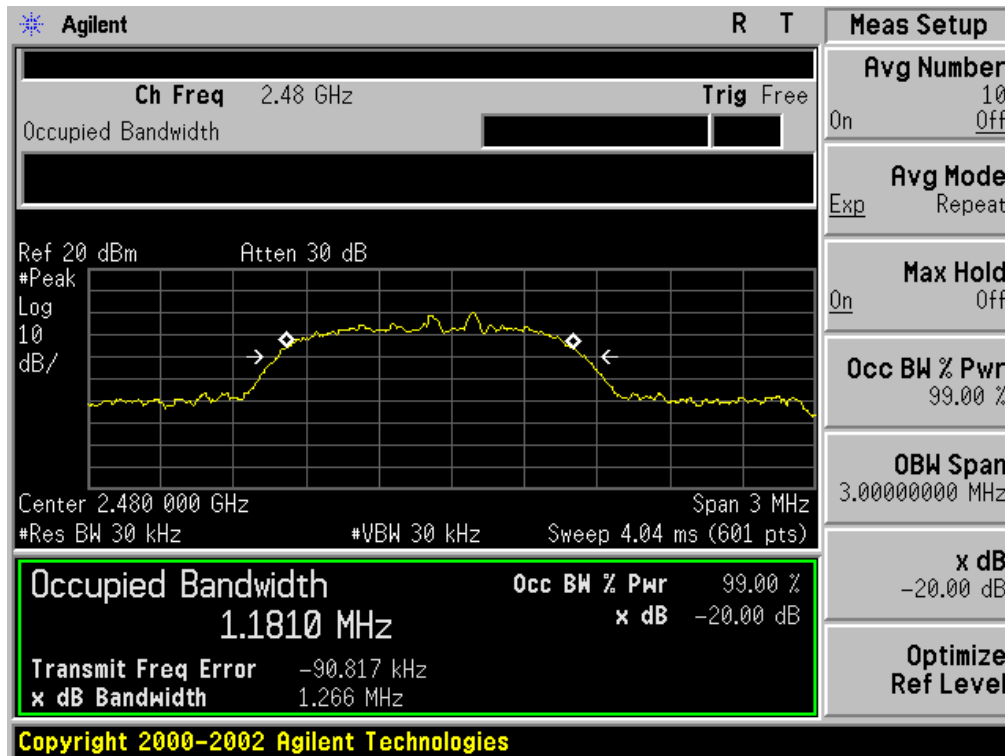 Agilent R T
Ch Freq 2.48 GHz Trig Free
Occupied Bandwidth
Ref 20 dBm Atten 30 dB
#Peak
Log
10
dB/
Center 2.480 000 GHz Span 3 MHz
#Res BW 30 kHz #VBW 30 kHz Sweep 4.04 ms (601 pts)
Occupied Bandwidth Occ BW % Pwr 99.00 %
1.1810 MHz x dB -20.00 dB
Transmit Freq Error -90.817 kHz
x dB Bandwidth 1.266 MHz
Copyright 2000-2002 Agilent Technologies
Meas Setup
Avg Number
10
On Off
Avg Mode
Exp Repeat
Max Hold
On Off
Occ BW % Pwr
99.00 %
OBW Span
3.00000000 MHz
x dB
-20.00 dB
Optimize
Ref Level